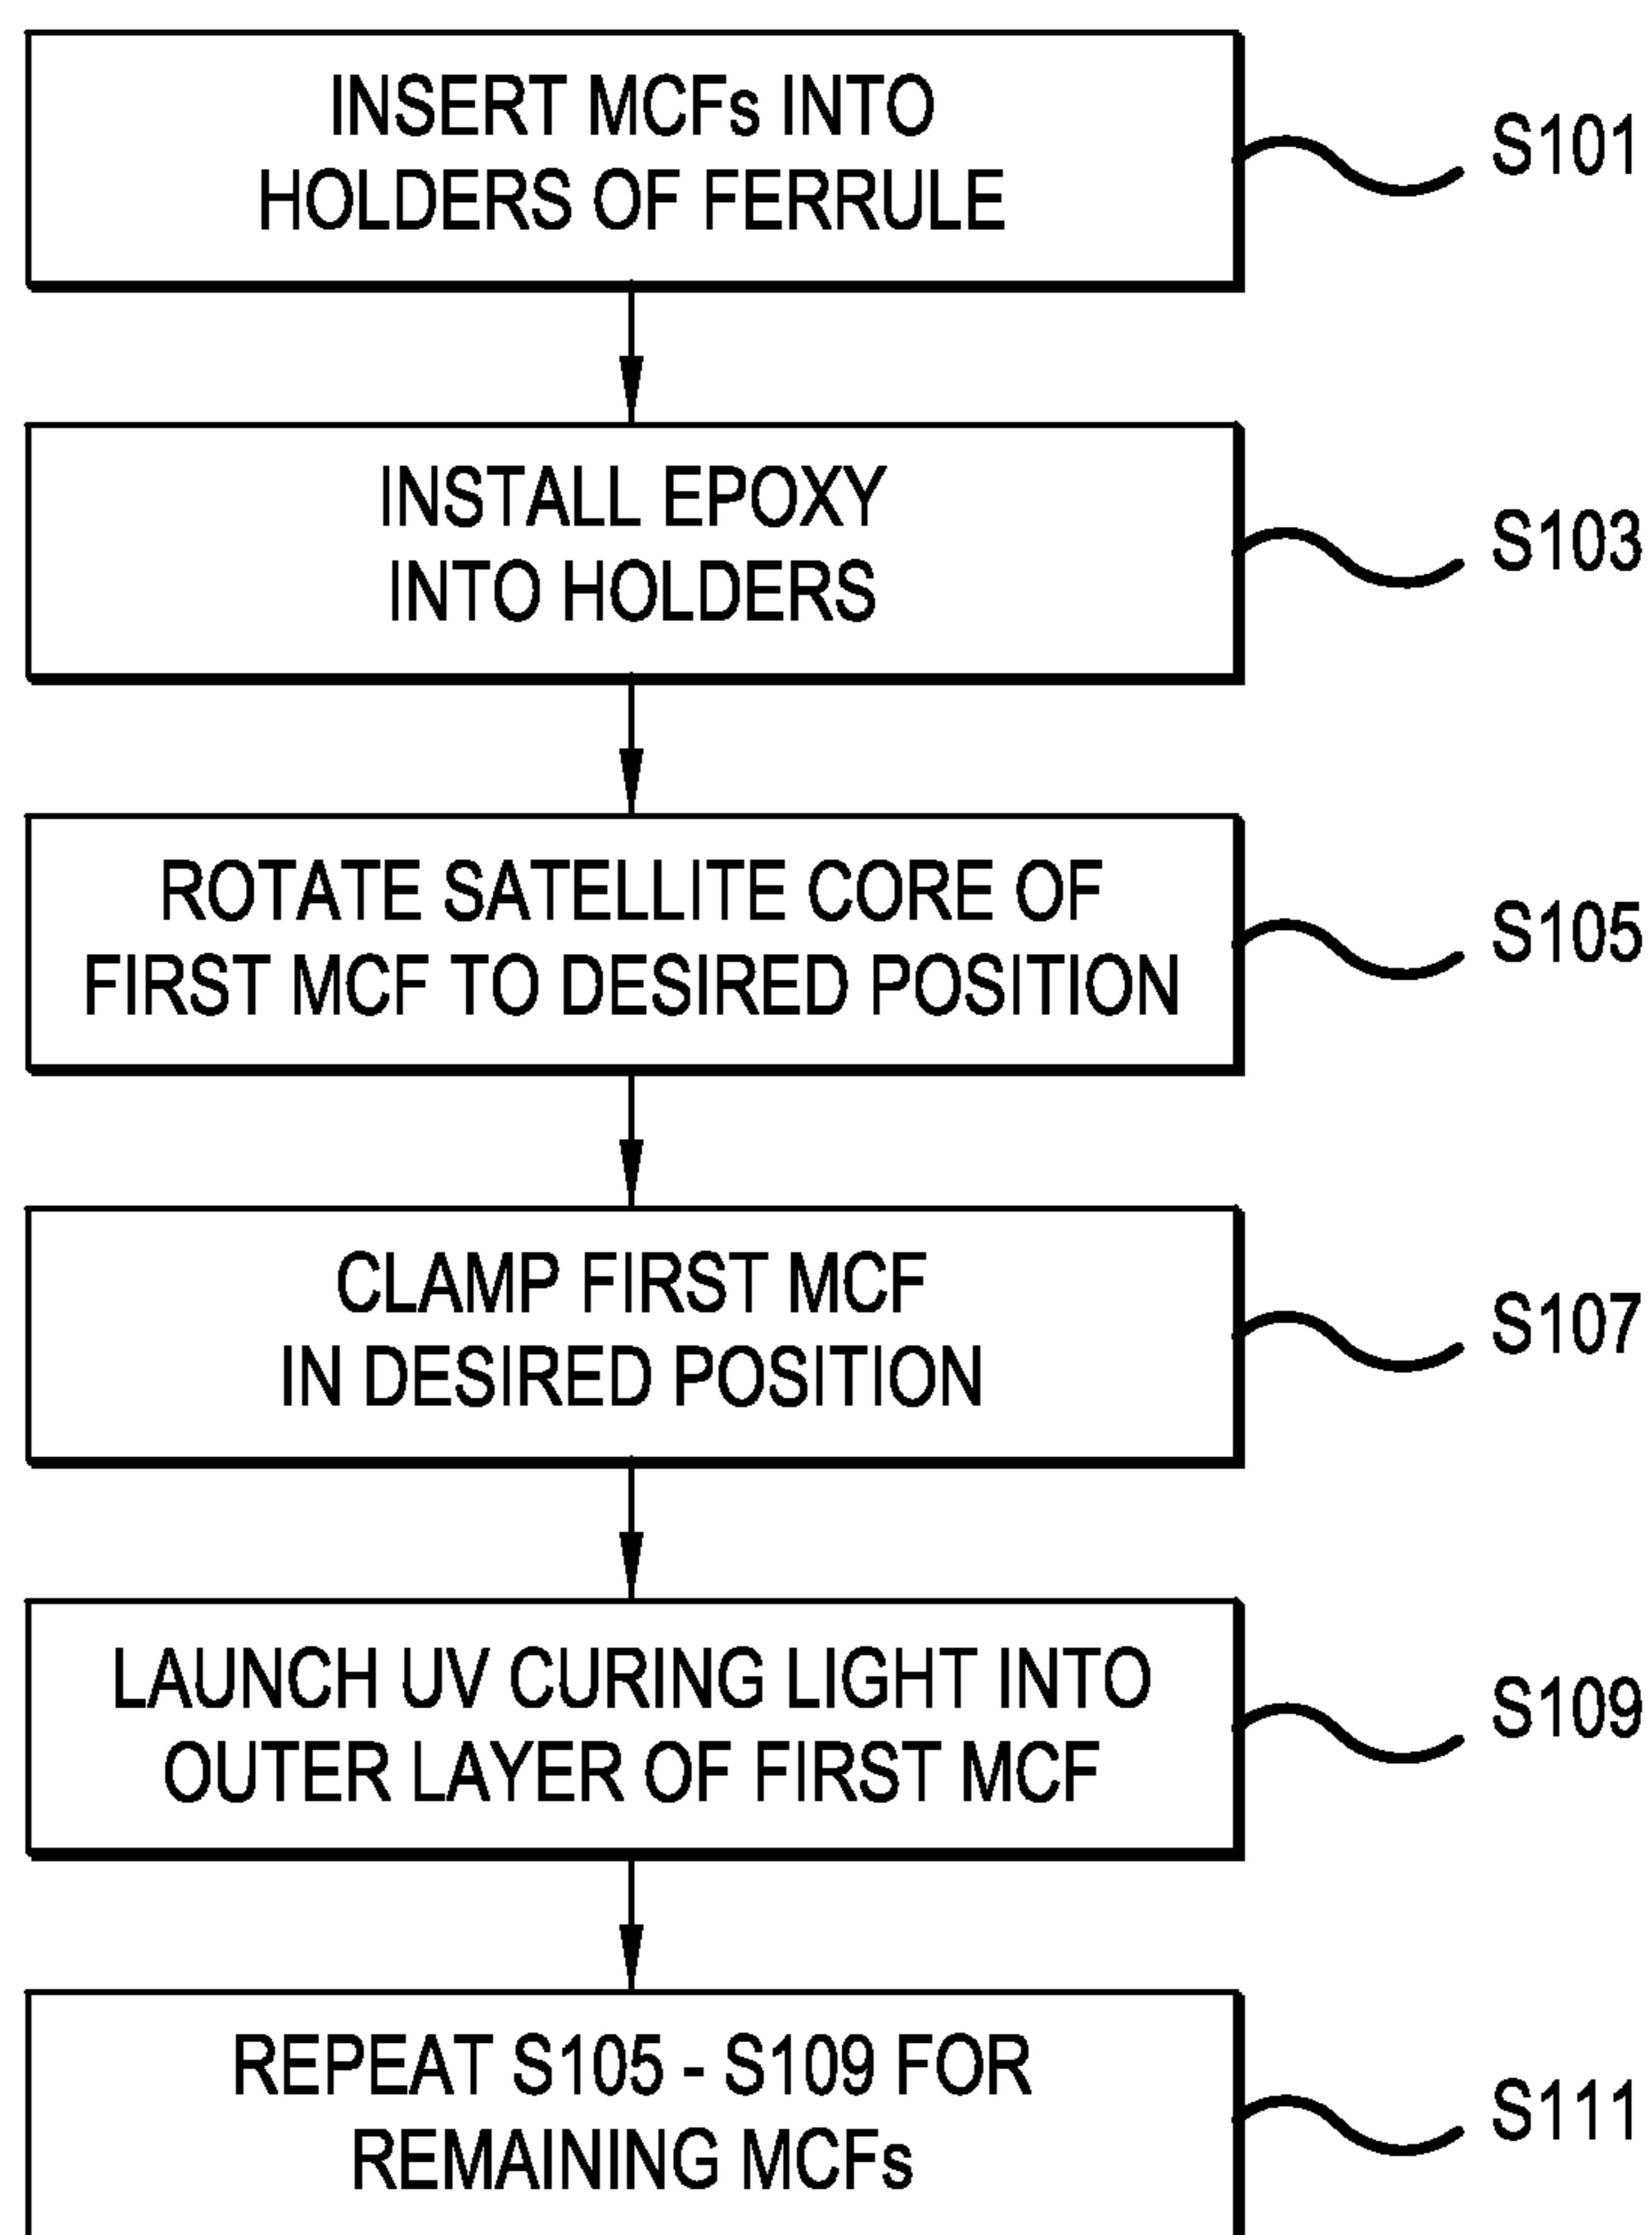 INSERT MCFs INTO
HOLDERS OF FERRULE
S101
INSTALL EPOXY
INTO HOLDERS
S103
ROTATE SATELLITE CORE OF
FIRST MCF TO DESIRED POSITION
S105
CLAMP FIRST MCF
IN DESIRED POSITION
S107
LAUNCH UV CURING LIGHT INTO
OUTER LAYER OF FIRST MCF
S109
REPEAT S105 - S109 FOR
REMAINING MCFs
S111